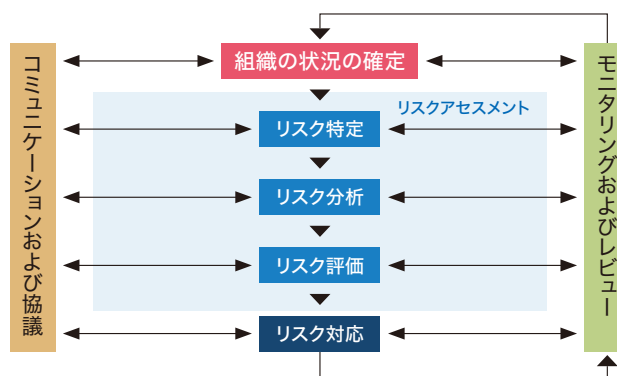 組織の状況の確定
リスクアセスメント
リスク特定
リスク分析
リスク評価
リスク対応
コミュニケーションおよび協議
モニタリングおよびレビュー